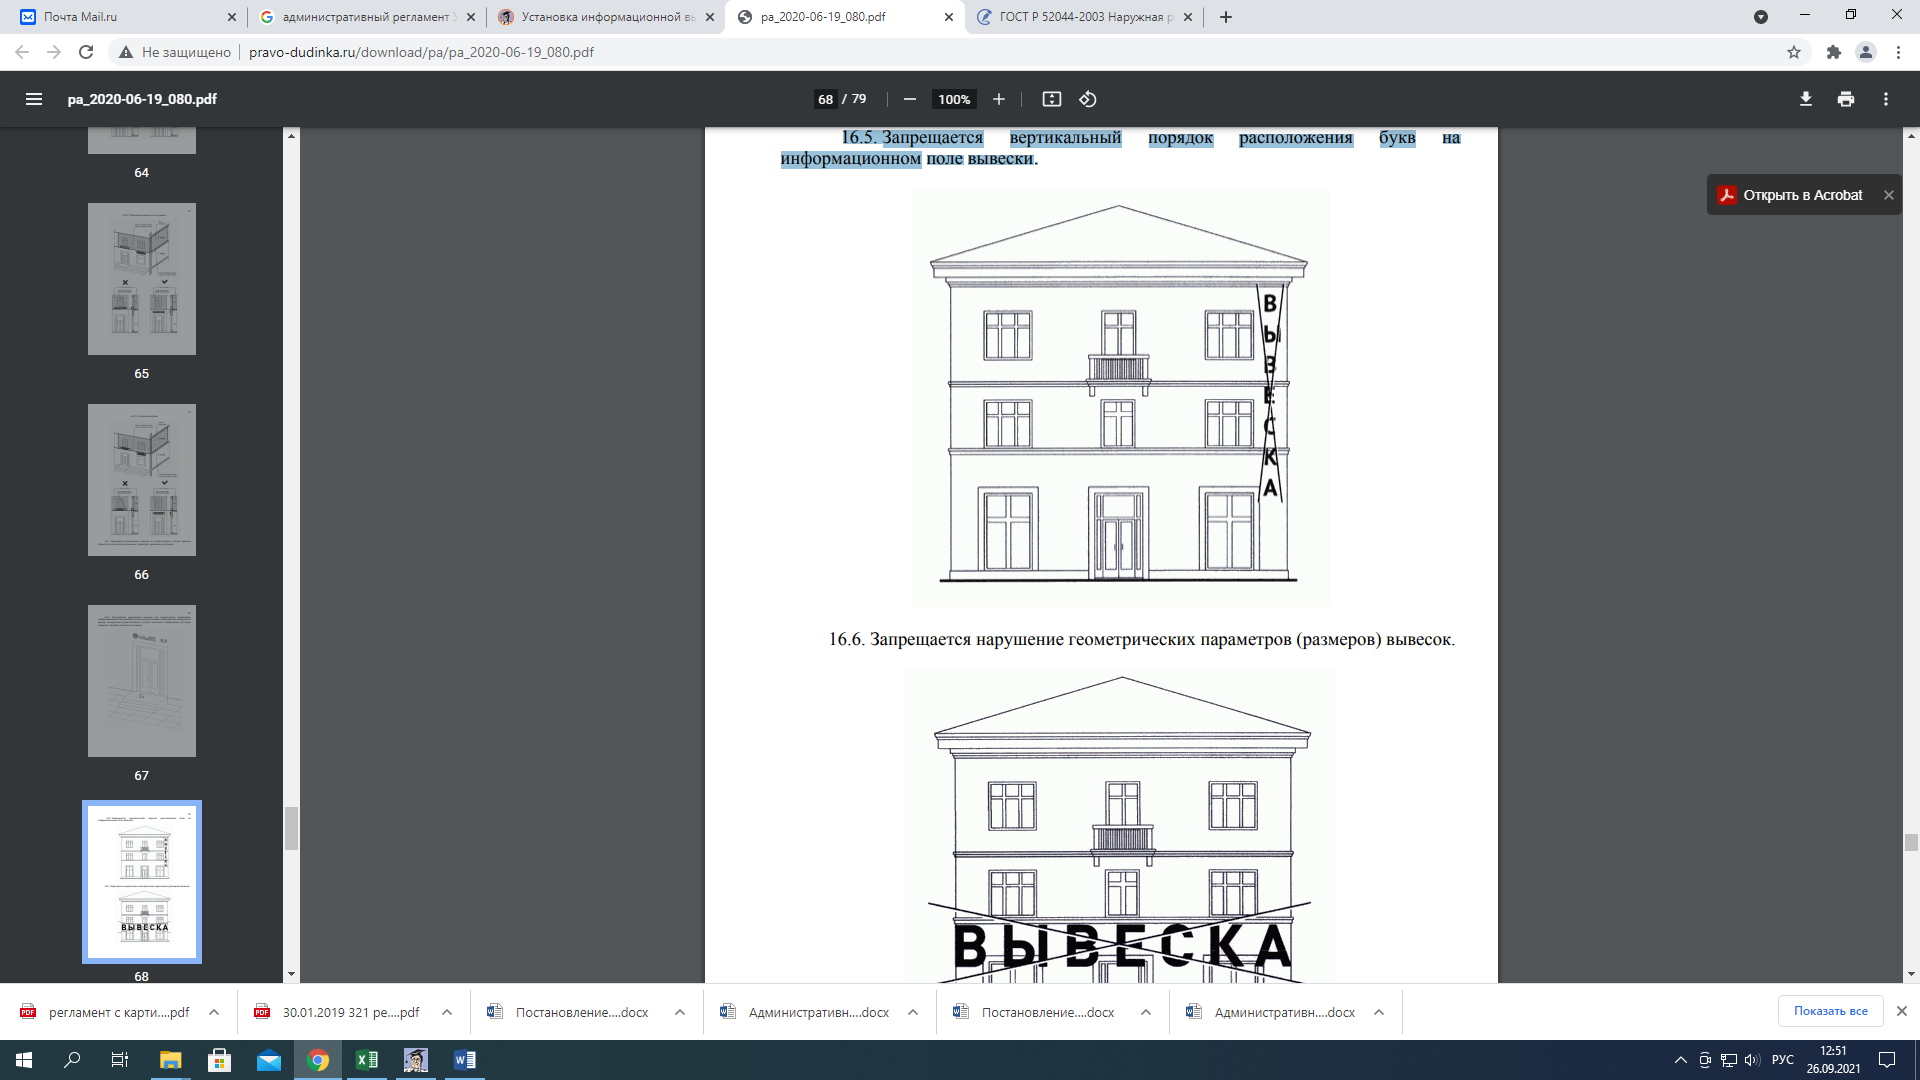 Почта Mail.ru
административный регламент У
Установка информационной вы
pa_2020-06-19_080.pdf
ГОСТ Р 52044-2003 Наружная р
Не защищено
pravo-dudinka.ru/download/pa/pa_2020-06-19_080.pdf
pa_2020-06-19_080.pdf
68 / 79
100%
Открыть в Acrobat
64
65
66
67
68
16.5. Запрещается вертикальный порядок расположения букв на
информационном поле вывески.
ВЫВЕСКА
16.6. Запрещается нарушение геометрических параметров (размеров) вывесок.
ВЫВЕСКА
ВЫВЕСКА
регламент с карти....pdf
30.01.2019 321 ре....pdf
Постановление....docx
Административн....docx
Постановление....docx
Административн....docx
Показать все
РУС
12:51
26.09.2021